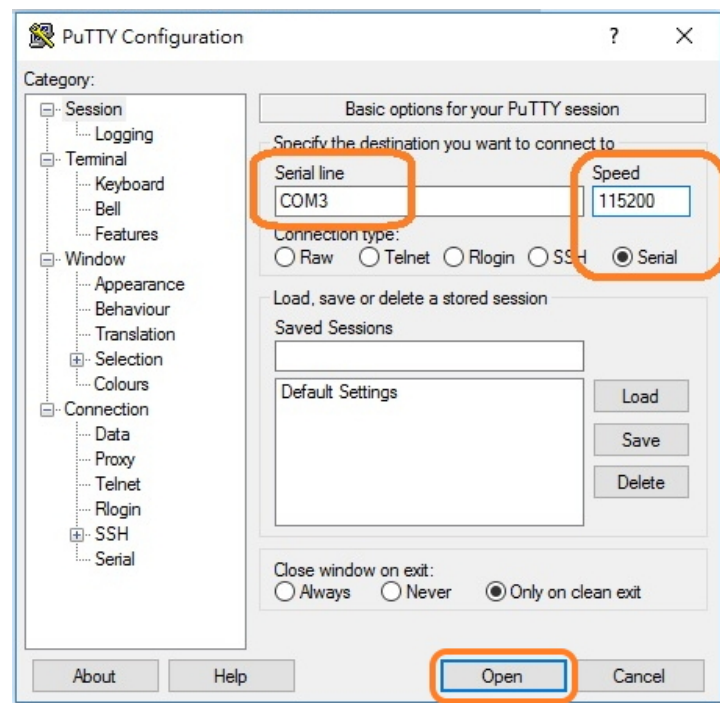 PuTTY Configuration ? X
Category:
Session
Logging
Terminal
Keyboard
Bell
Features
Window
Appearance
Behaviour
Translation
Selection
Colours
Connection
Data
Proxy
Telnet
Rlogin
SSH
Serial
Basic options for your PuTTY session
Specify the destination you want to connect to
Serial line Speed
COM3 115200
Connection type:
Raw Telnet Rlogin SSH Serial
Load, save or delete a stored session
Saved Sessions
Default Settings
Load
Save
Delete
Close window on exit:
Always Never Only on clean exit
About Help Open Cancel